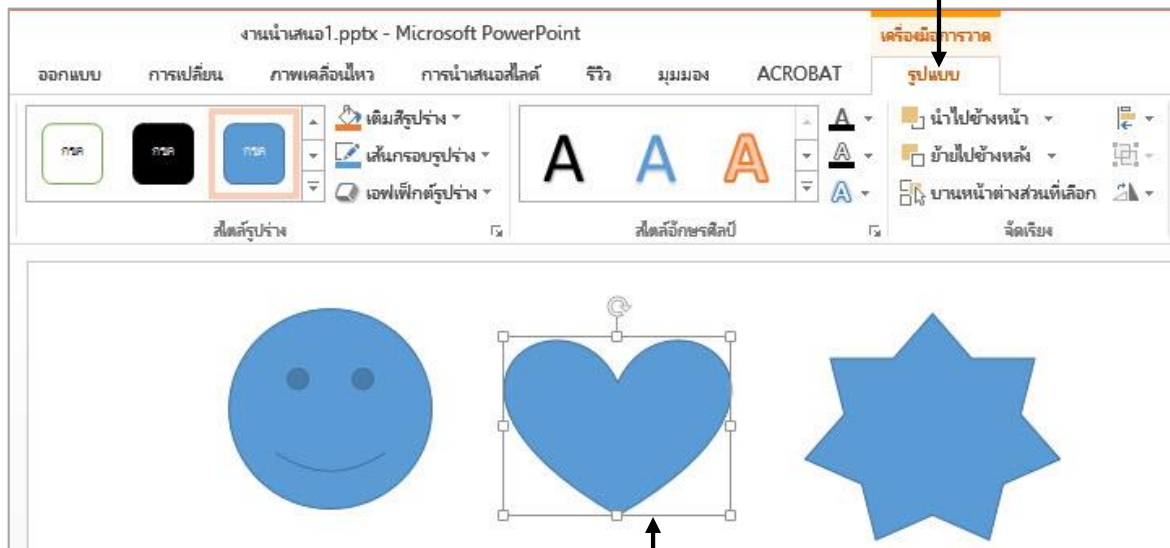 งานนำเสนอ1.pptx - Microsoft PowerPoint
เครื่องมือการวาด
ออกแบบ การเปลี่ยน ภาพเคลื่อนไหว การนำเสนอสไลด์ รีวิว มุมมอง ACROBAT รูปแบบ
กขค กขค กขค
เติมสีรูปร่าง
เส้นกรอบรูปร่าง
เอฟเฟ็กต์รูปร่าง
สไตล์รูปร่าง
A A A
A
A
A
สไตล์อักษรศิลป์
นำไปข้างหน้า
ย้ายไปข้างหลัง
บานหน้าต่างส่วนที่เลือก
จัดเรียง